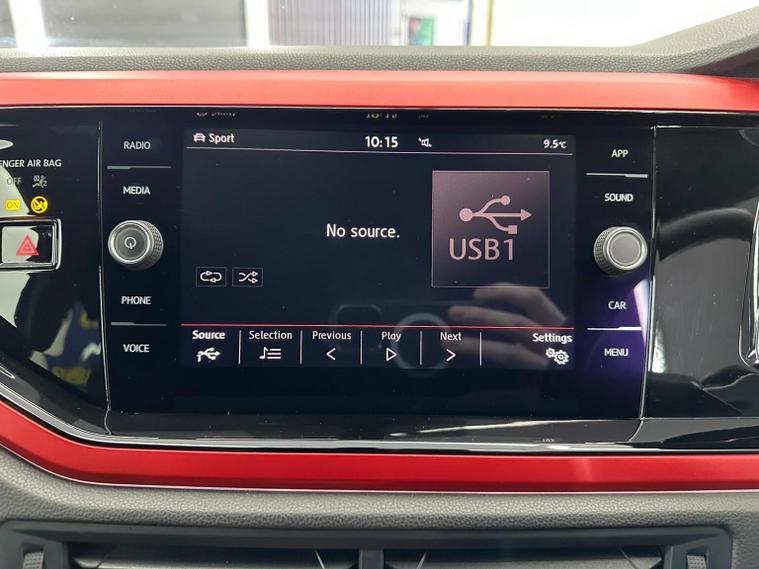 ENGER AIR BAG
OFF
ON
RADIO
MEDIA
PHONE
VOICE
Sport
10:15
9.5°C
No source.
USB1
Source
Selection
Previous
Play
Next
Settings
APP
SOUND
CAR
MENU